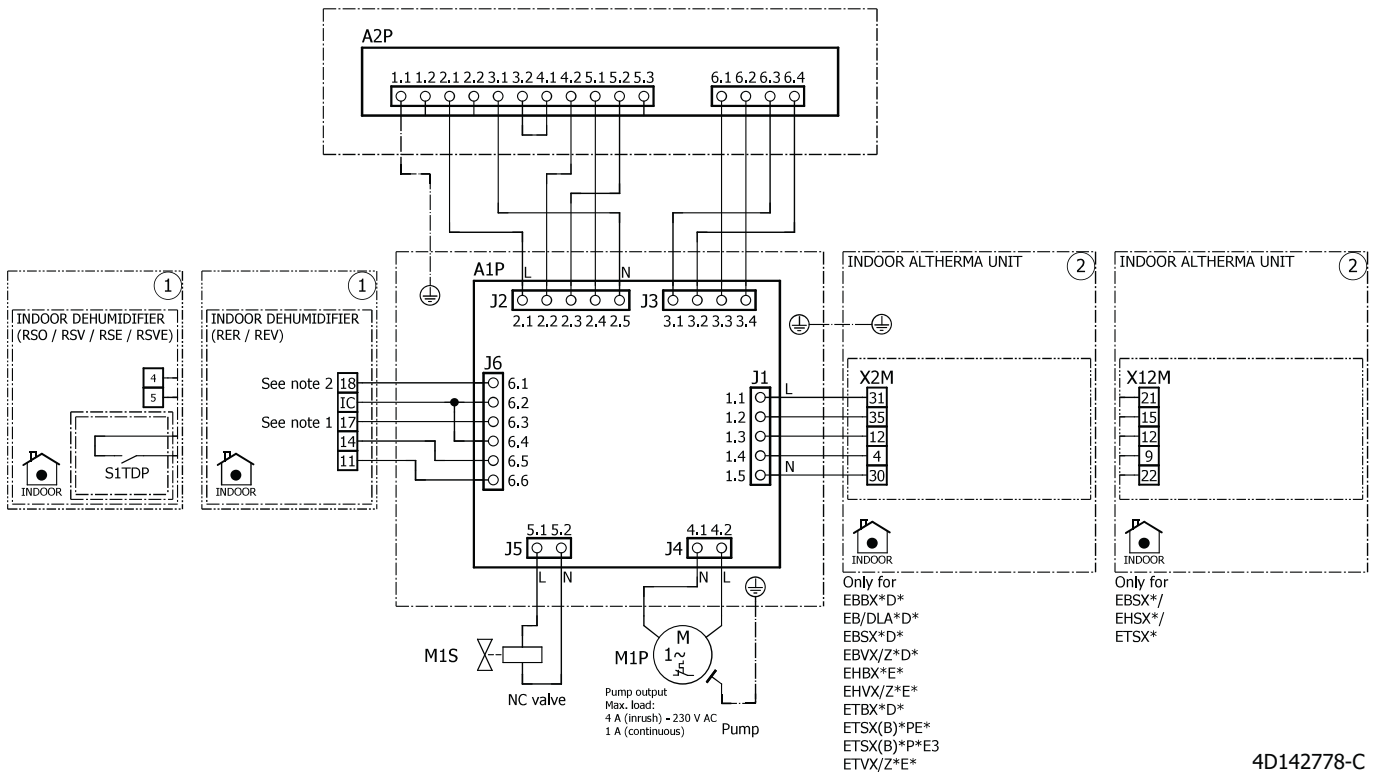 A2P
1.1 1.2 2.1 2.2 3.1 3.2 4.1 4.2 5.1 5.2 5.3
6.1 6.2 6.3 6.4
1
INDOOR DEHUMIDIFIER
(RSO / RSV / RSE / RSVE)
4
5
S1TDP
INDOOR
1
INDOOR DEHUMIDIFIER
(RER / REV)
See note 2
18
IC
See note 1
17
14
11
INDOOR
A1P
L
N
J2
2.1 2.2 2.3 2.4 2.5
J3
3.1 3.2 3.3 3.4
J6
6.1
6.2
6.3
6.4
6.5
6.6
J1
L
1.1
1.2
1.3
1.4
1.5
N
5.1 5.2
J5
L
N
4.1 4.2
J4
N
L
M1S
NC valve
M1P
M
1~
Pump output
Max. load:
4 A (inrush) - 230 V AC
1 A (continuous)
Pump
INDOOR ALTHERMA UNIT
2
X2M
31
35
12
4
30
INDOOR
Only for
EBBX*D*
EB/DLA*D*
EBSX*D*
EBVX/Z*D*
EHBX*E*
EHVX/Z*E*
ETBX*D*
ETSX(B)*PE*
ETSX(B)*P*E3
ETVX/Z*E*
INDOOR ALTHERMA UNIT
2
X12M
21
15
12
9
22
INDOOR
Only for
EBSX*/
EHSX*/
ETSX*
4D142778-C